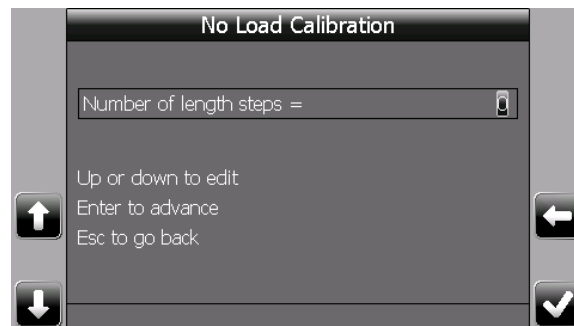 No Load Calibration
Number of length steps = 0
Up or down to edit
Enter to advance
Esc to go back